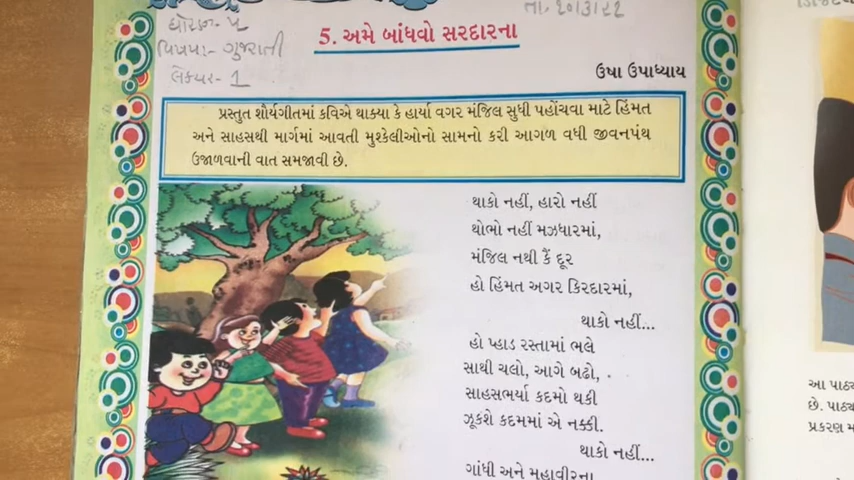 ધોરણ- ૫
વિષય- ગુજરાતી
લેક્ચર- 1
તા. ૨૦/૩/૨૨
5. અમે બાંધવો સરદારના
ઉષા ઉપાધ્યાય
પ્રસ્તુત શૌર્યગીતમાં કવિએ થાક્યા કે હાર્યા વગર મંજિલ સુધી પહોંચવા માટે હિંમત
અને સાહસથી માર્ગમાં આવતી મુશ્કેલીઓનો સામનો કરી આગળ વધી જીવનપંથ
ઉજાળવાની વાત સમજાવી છે.
થાકો નહીં, હારો નહીં
થોભો નહીં મઝધારમાં,
મંજિલ નથી કૈં દૂર
હો હિંમત અગર કિરદારમાં,
થાકો નહીં...
હો પ્હાડ રસ્તામાં ભલે
સાથી ચલો, આગે બઢો,
સાહસભર્યા કદમો થકી
ઝૂકશે કદમમાં એ નક્કી.
થાકો નહીં...
ગાંધી અને મહાવીરના
આ પાઠ્ય
છે. પાઠ્ય
પ્રકરણ મ